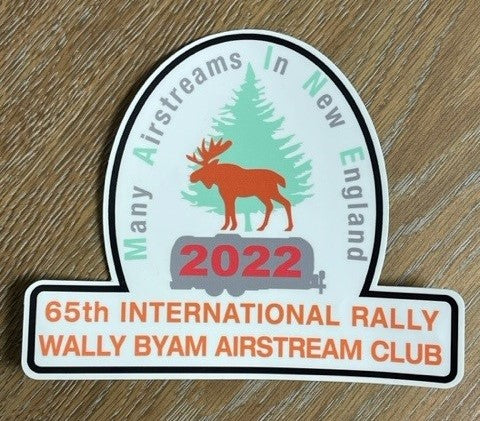 Many Airstreams In New England
2022
65th INTERNATIONAL RALLY
WALLY BYAM AIRSTREAM CLUB